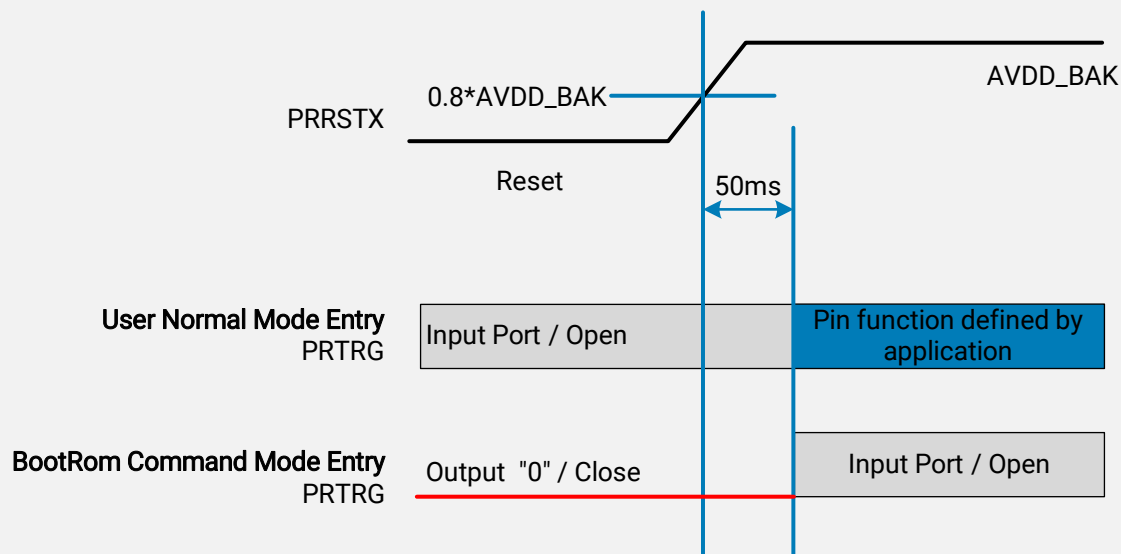 AVDD_BAK
0.8*AVDD_BAK
PRRSTX
Reset
50ms
User Normal Mode Entry
PRTRG
Input Port / Open
Pin function defined by
application
BootRom Command Mode Entry
PRTRG
Output "0" / Close
Input Port / Open